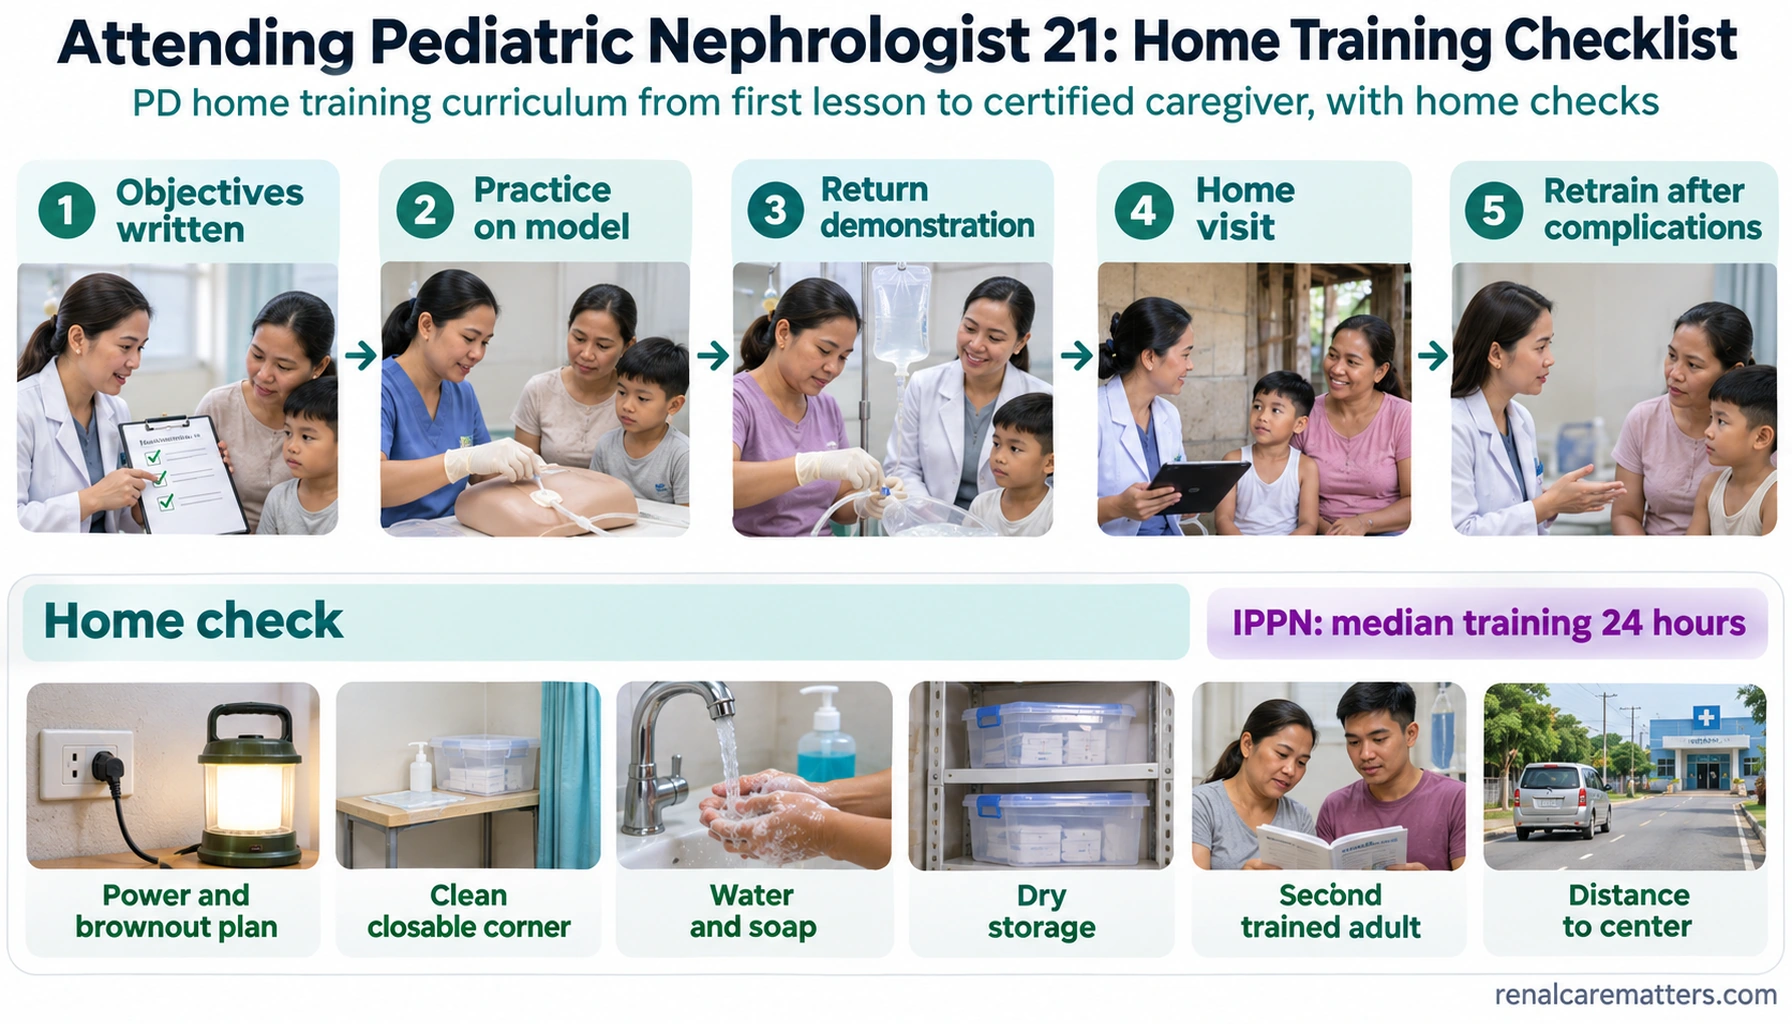 Attending Pediatric Nephrologist 21: Home Training Checklist
PD home training curriculum from first lesson to certified caregiver, with home checks
1 Objectives
written
2 Practice
on model
3 Return
demonstration
4 Home
visit
5 Retrain after
complications
Home check
IPPN: median training 24 hours
Power and
brownout plan
Clean
closable corner
Water
and soap
Dry
storage
Second
trained adult
Distance
to center
renalcarematters.com